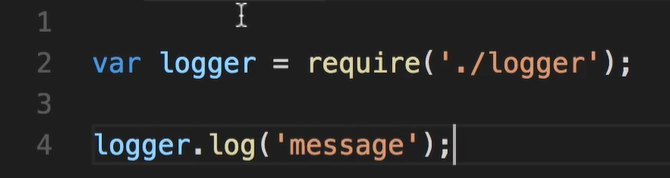 1
2 var logger = require('./logger');
3
4 logger.log('message');